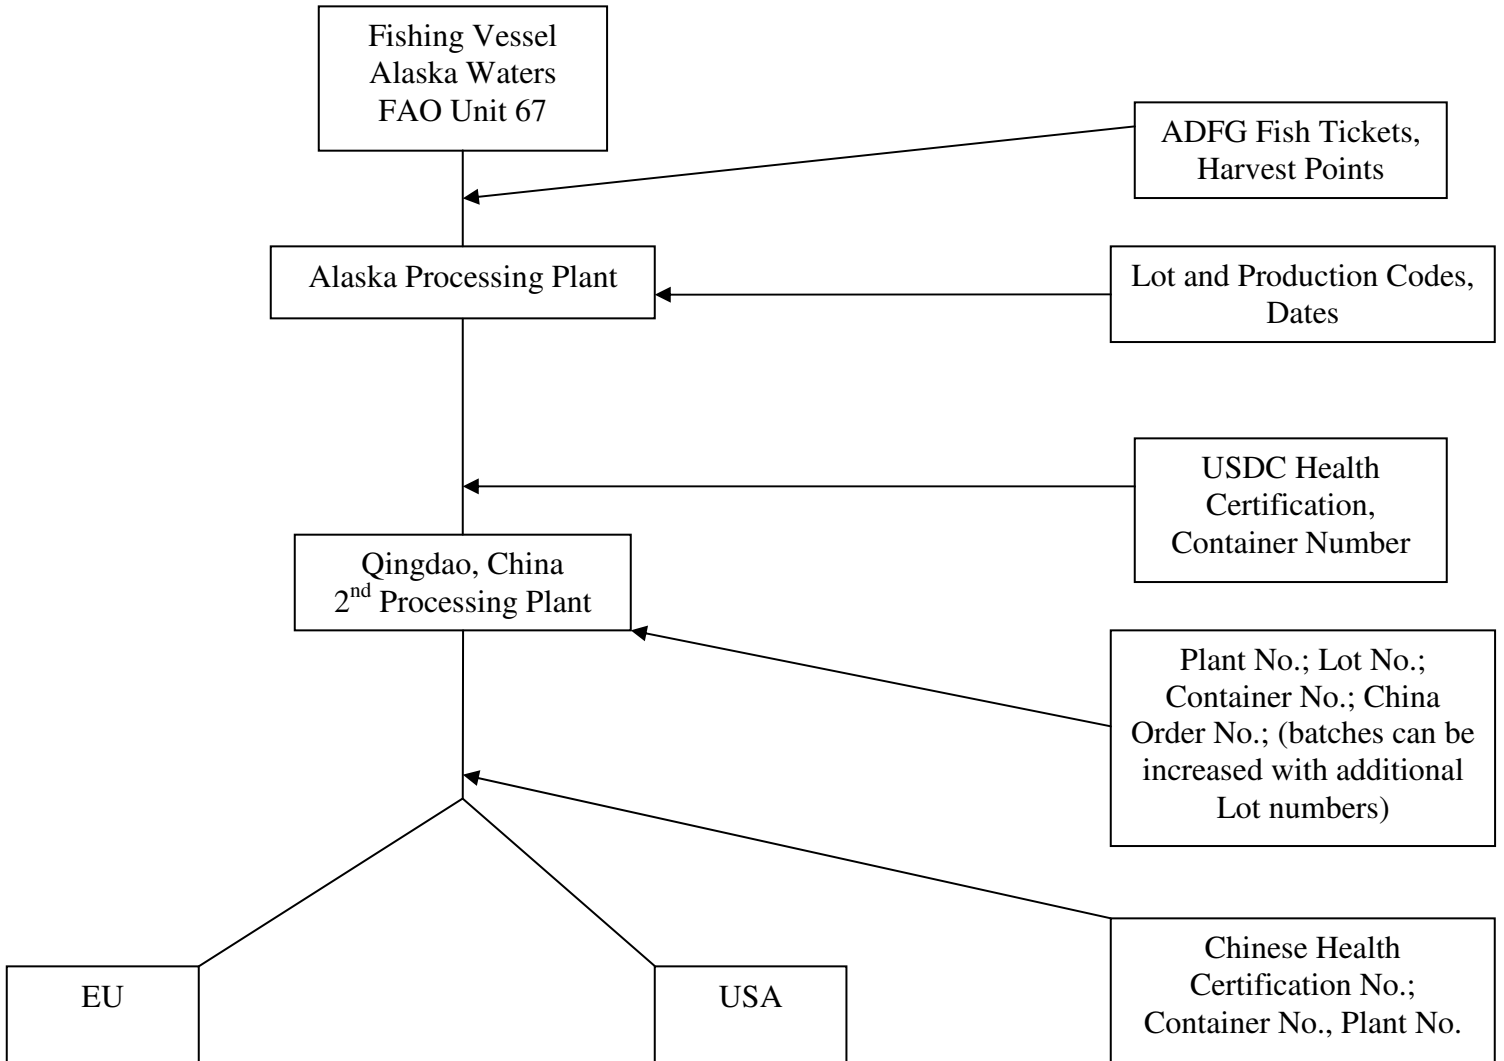 Fishing Vessel
Alaska Waters
FAO Unit 67
ADFG Fish Tickets,
Harvest Points
Alaska Processing Plant
Lot and Production Codes,
Dates
USDC Health
Certification,
Container Number
Qingdao, China
2nd Processing Plant
Plant No.; Lot No.;
Container No.; China
Order No.; (batches can be
increased with additional
Lot numbers)
EU
USA
Chinese Health
Certification No.;
Container No., Plant No.